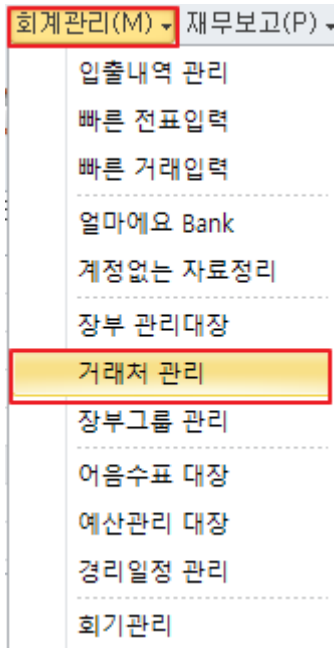 회계관리(M) 재무보고(P)
입출내역 관리
빠른 전표입력
빠른 거래입력
얼마에요 Bank
계정없는 자료정리
장부 관리대장
거래처 관리
장부그룹 관리
어음수표 대장
예산관리 대장
경리일정 관리
회기관리